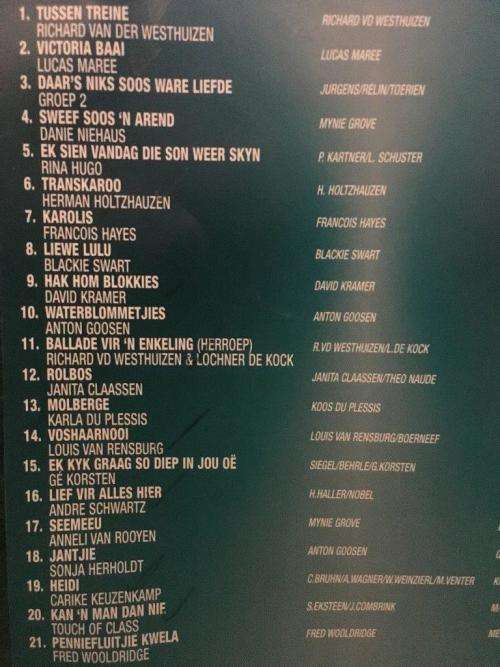 1. TUSSEN TREINE RICHARD VD WESTHUIZEN
RICHARD VAN DER WESTHUIZEN
2. VICTORIA BAAI LUCAS MAREE
LUCAS MAREE
3. DAAR'S NIKS SOOS WARE LIEFDE JURGENS/RELIN/TOERIEN
GROEP 2
4. SWEEF SOOS 'N AREND MYNIE GROVE
DANIE NIEHAUS
5. EK SIEN VANDAG DIE SON WEER SKYN P. KARTNER/L. SCHUSTER
RINA HUGO
6. TRANSKAROO H. HOLTZHAUZEN
HERMAN HOLTZHAUZEN
7. KAROLIS FRANCOIS HAYES
FRANCOIS HAYES
8. LIEWE LULU BLACKIE SWART
BLACKIE SWART
9. HAK HOM BLOKKIES DAVID KRAMER
DAVID KRAMER
10. WATERBLOMMETJIES ANTON GOOSEN
ANTON GOOSEN
11. BALLADE VIR 'N ENKELING (HERROEP) R.VD WESTHUIZEN/L.DE KOCK
RICHARD VD WESTHUIZEN & LOCHNER DE KOCK
12. ROLBOS JANITA CLAASSEN/THEO NAUDE
JANITA CLAASSEN
13. MOLBERGE KOOS DU PLESSIS
KARLA DU PLESSIS
14. VOSHAARNOOI LOUIS VAN RENSBURG/BOERNEEF
LOUIS VAN RENSBURG
15. EK KYK GRAAG SO DIEP IN JOU OË SIEGEL/BEHRLE/G.KORSTEN
GÉ KORSTEN
16. LIEF VIR ALLES HIER H.HALLER/NOBEL
ANDRE SCHWARTZ
17. SEEMEEU MYNIE GROVE
ANNELI VAN ROOYEN
18. JANTJIE ANTON GOOSEN
SONJA HERHOLDT
19. HEIDI C.BRUHN/A.WAGNER/W.WEINZIERL/M.VENTER
CARIKE KEUZENKAMP
20. KAN 'N MAN DAN NIE S.EKSTEEN/J.COMBRINK
TOUCH OF CLASS
21. PENNIEFLUITJIE KWELA FRED WOOLDRIDGE
FRED WOOLDRIDGE